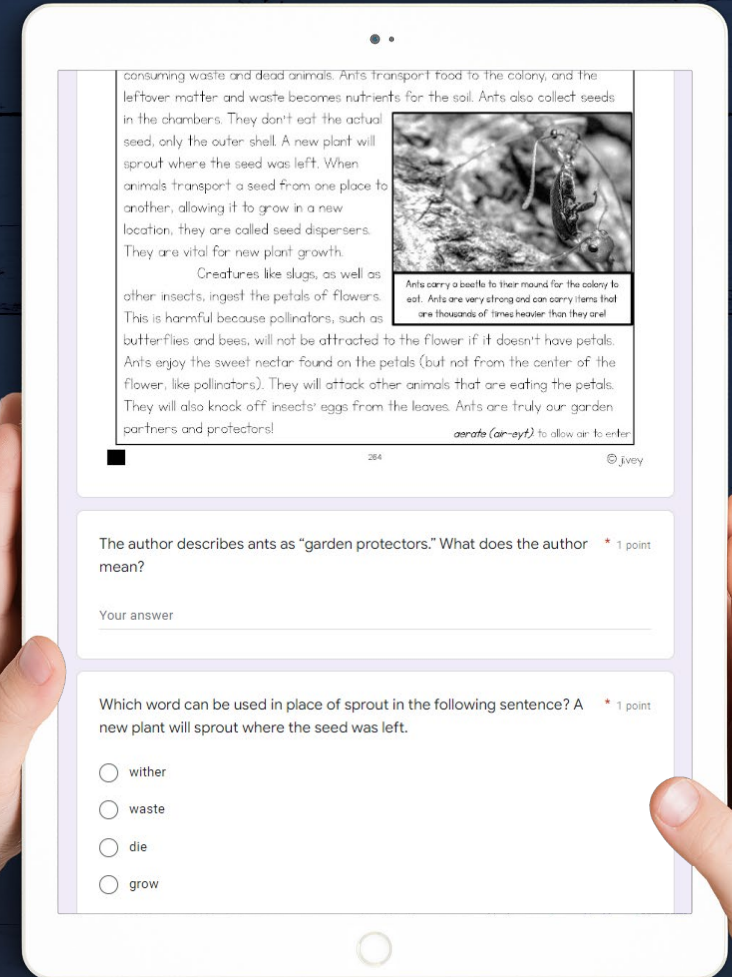 consuming waste and dead animals. Ants transport food to the colony, and the
leftover matter and waste becomes nutrients for the soil. Ants also collect seeds
in the chambers. They don't eat the actual
seed, only the outer shell. A new plant will
sprout where the seed was left. When
animals transport a seed from one place to
another, allowing it to grow in a new
location, they are called seed dispersers.
They are vital for new plant growth.
Creatures like slugs, as well as
other insects, ingest the petals of flowers.
This is harmful because pollinators, such as
Ants carry a beetle to their mound for the colony to
eat. Ants are very strong and can carry items that
are thousands of times heavier than they are!
butterflies and bees, will not be attracted to the flower if it doesn't have petals.
Ants enjoy the sweet nectar found on the petals (but not from the center of the
flower, like pollinators). They will attack other animals that are eating the petals.
They will also knock off insects' eggs from the leaves. Ants are truly our garden
partners and protectors!
aerate (air-eyt): to allow air to enter
264
© jivey
The author describes ants as “garden protectors.” What does the author * 1 point
mean?
Your answer
Which word can be used in place of sprout in the following sentence? A * 1 point
new plant will sprout where the seed was left.
wither
waste
die
grow